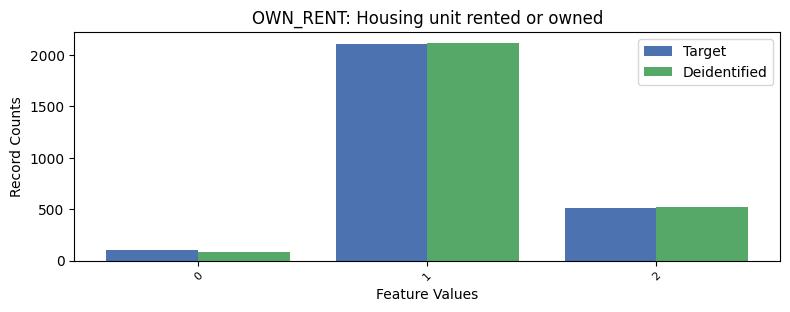 OWN_RENT: Housing unit rented or owned
Target
Deidentified
Record Counts
2000
1500
1000
500
0
0
1
2
Feature Values